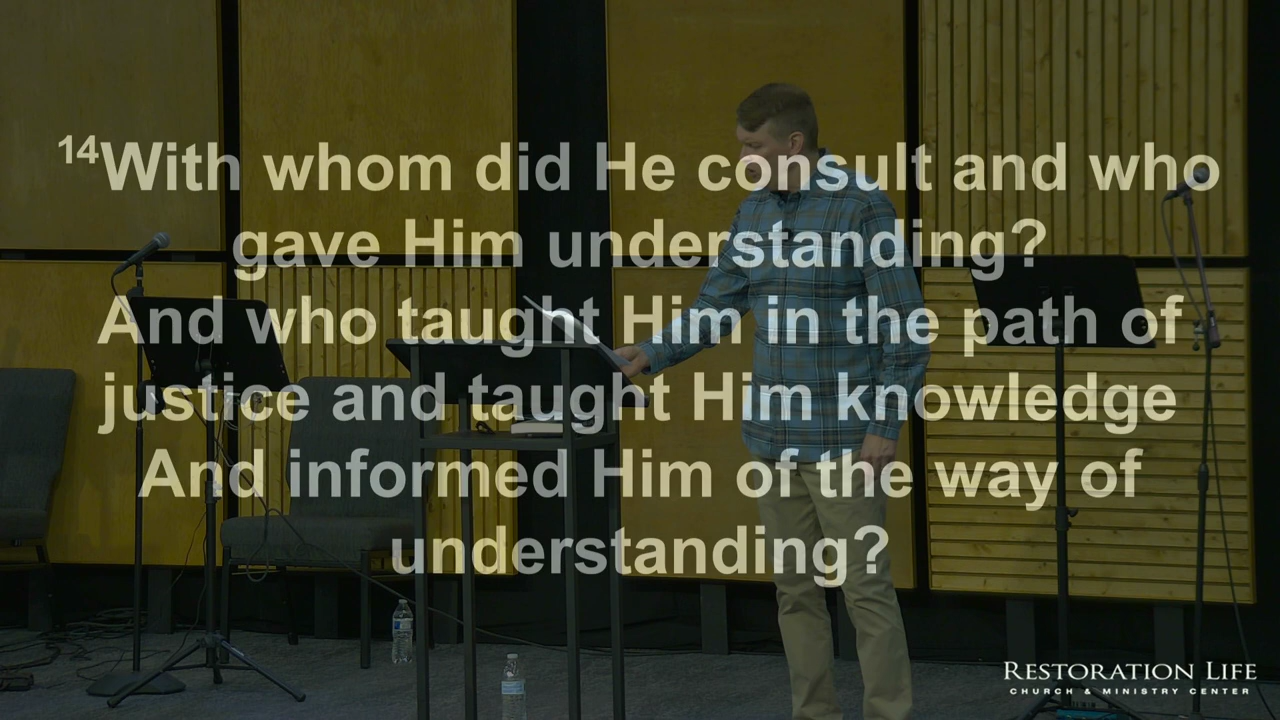 14With whom did He consult and who
gave Him understanding?
And who taught Him in the path of
justice and taught Him knowledge
And informed Him of the way of
understanding?
RESTORATION LIFE
CHURCH & MINISTRY CENTER